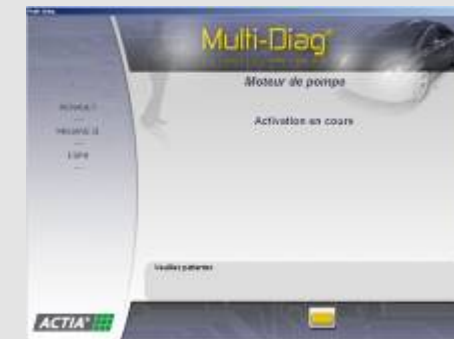 Multi-Diag
Moteur de pompe
Activation en cours
RENAULT
MEGANE II
ESP8
Veuillez patienter
ACTIA